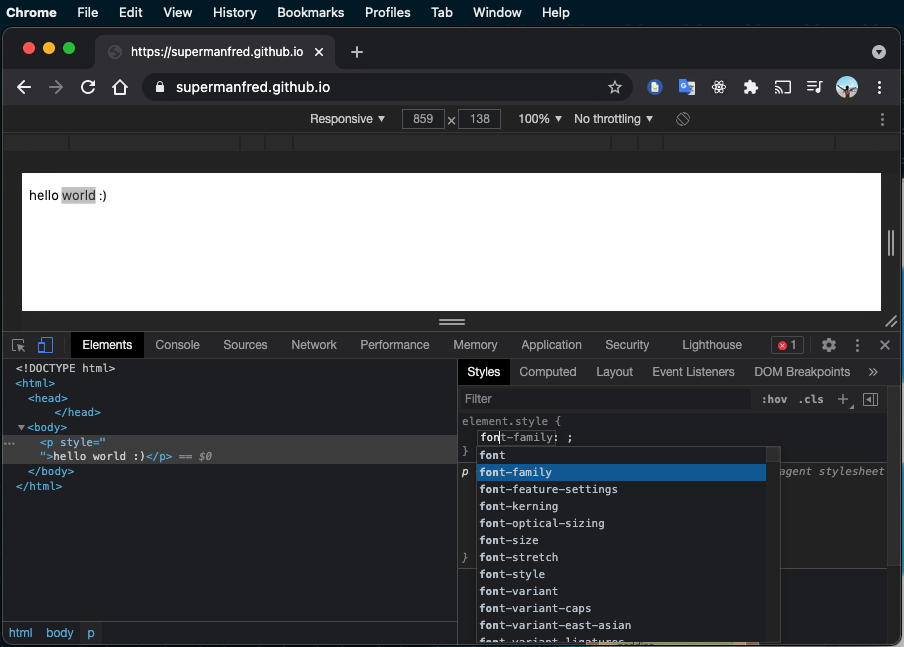 Chrome File Edit View History Bookmarks Profiles Tab Window Help
https://supermanfred.github.io
supermanfred.github.io
Responsive 859 × 138 100% No throttling
hello world :)
Elements Console Sources Network Performance Memory Application Security Lighthouse 1
<!DOCTYPE html>
<html>
<head>
</head>
<body>
<p style="
">hello world :)</p> == $0
</body>
</html>
html body p
Styles Computed Layout Event Listeners DOM Breakpoints »
Filter :hov .cls +
element.style {
font-family: ;
}
p agent stylesheet
}
font
font-family
font-feature-settings
font-kerning
font-optical-sizing
font-size
font-stretch
font-style
font-variant
font-variant-caps
font-variant-east-asian
font-variant-ligatures